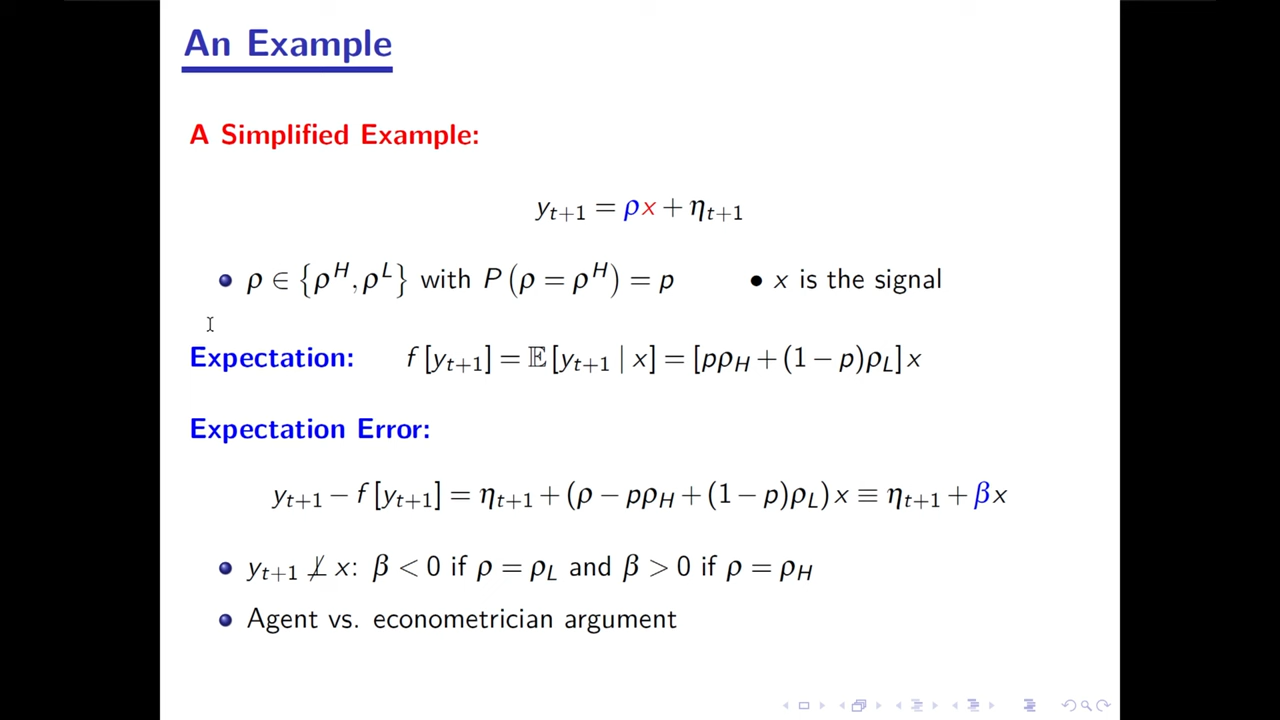 An Example
A Simplified Example:
y_{t+1} = ρx + η_{t+1}
ρ ∈ {ρ^H, ρ^L} with P(ρ = ρ^H) = p • x is the signal
Expectation: f[y_{t+1}] = 𝔼[y_{t+1} | x] = [pρ_H + (1 − p)ρ_L]x
Expectation Error:
y_{t+1} − f[y_{t+1}] = η_{t+1} + (ρ − pρ_H + (1 − p)ρ_L)x ≡ η_{t+1} + βx
y_{t+1} ⊥̸ x: β < 0 if ρ = ρ_L and β > 0 if ρ = ρ_H
Agent vs. econometrician argument